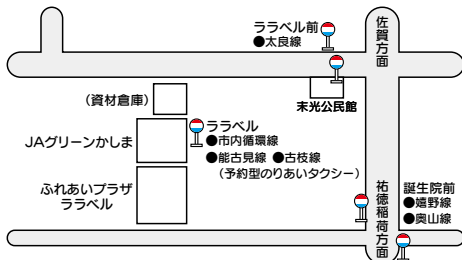 ララベル前
●太良線
佐賀方面
(資材倉庫)
末光公民館
JAグリーンかしま
ララベル
●市内循環線
●能古見線 ●古枝線
(予約型のりあいタクシー)
ふれあいプラザ
ララベル
祐徳稲荷方面
誕生院前
●嬉野線
●奥山線